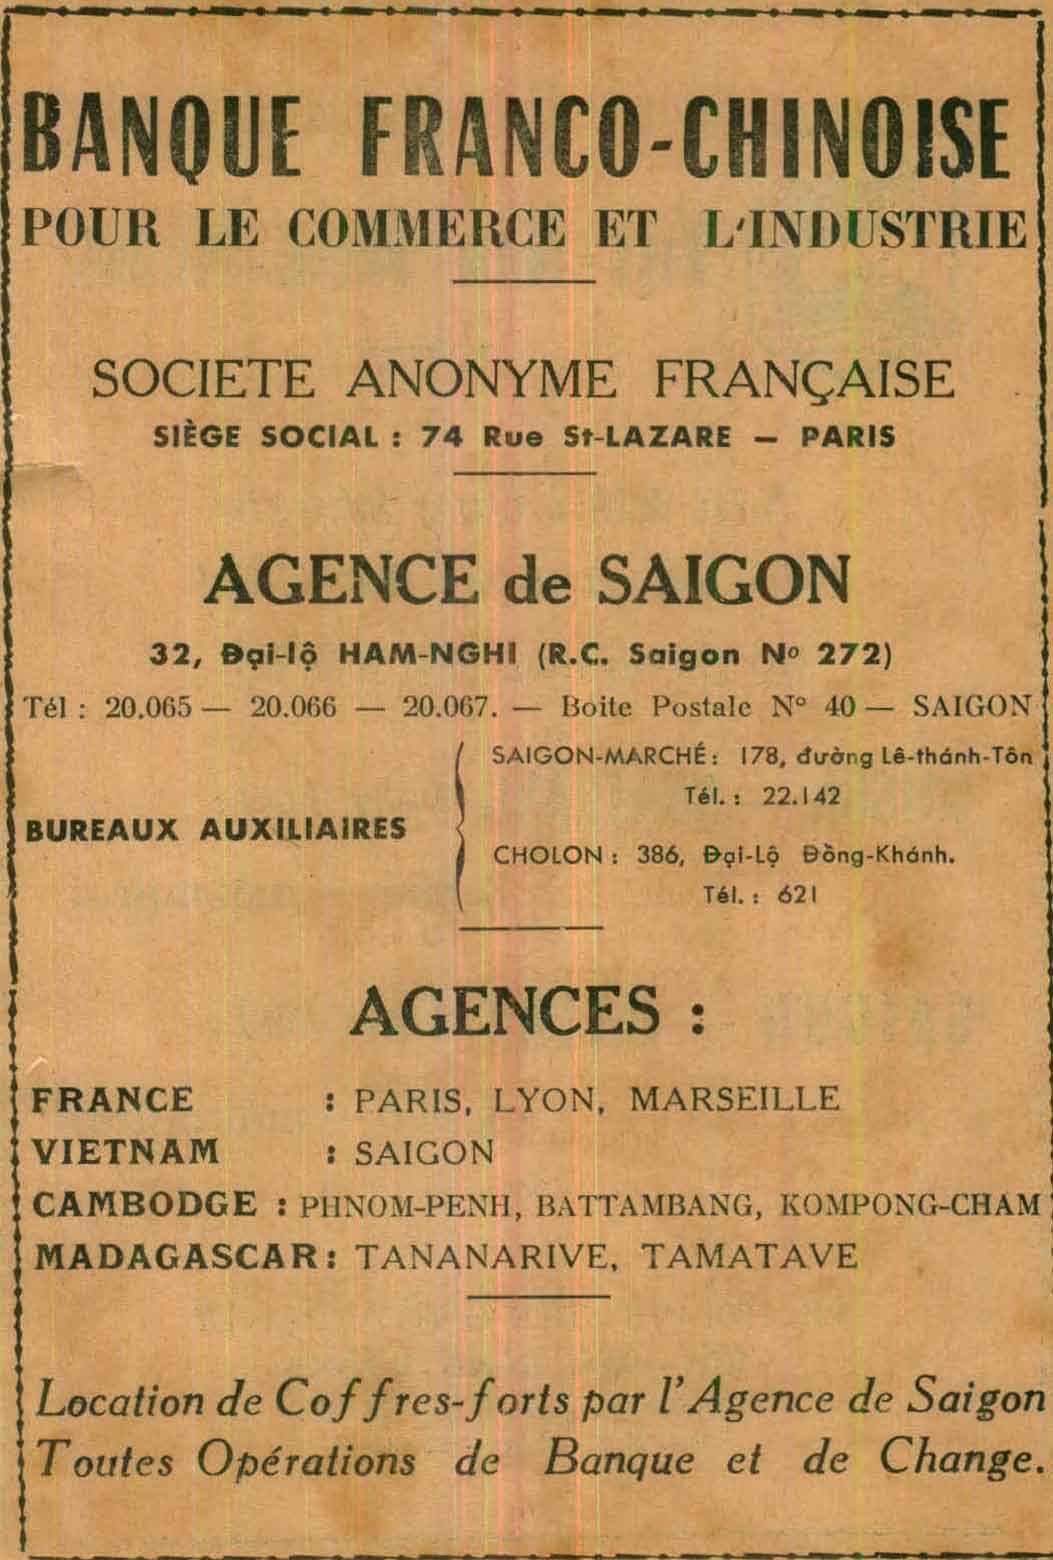 BANQUE FRANCO-CHINOISE
POUR LE COMMERCE ET L'INDUSTRIE
SOCIETE ANONYME FRANÇAISE
SIÈGE SOCIAL : 74 Rue St-LAZARE — PARIS
AGENCE de SAIGON
32, Đại-lộ HAM-NGHI (R.C. Saigon Nº 272)
Tél : 20.065 — 20.066 — 20.067. — Boite Postale N° 40 — SAIGON
SAIGON-MARCHÉ : 178, đường Lê-thánh-Tôn
Tél. : 22.142
BUREAUX AUXILIAIRES
CHOLON : 386, Đại-Lộ Đồng-Khánh.
Tél. : 621
AGENCES :
FRANCE : PARIS, LYON, MARSEILLE
VIETNAM : SAIGON
CAMBODGE : PHNOM-PENH, BATTAMBANG, KOMPONG-CHAM
MADAGASCAR : TANANARIVE, TAMATAVE
Location de Coffres-forts par l'Agence de Saigon
Toutes Opérations de Banque et de Change.